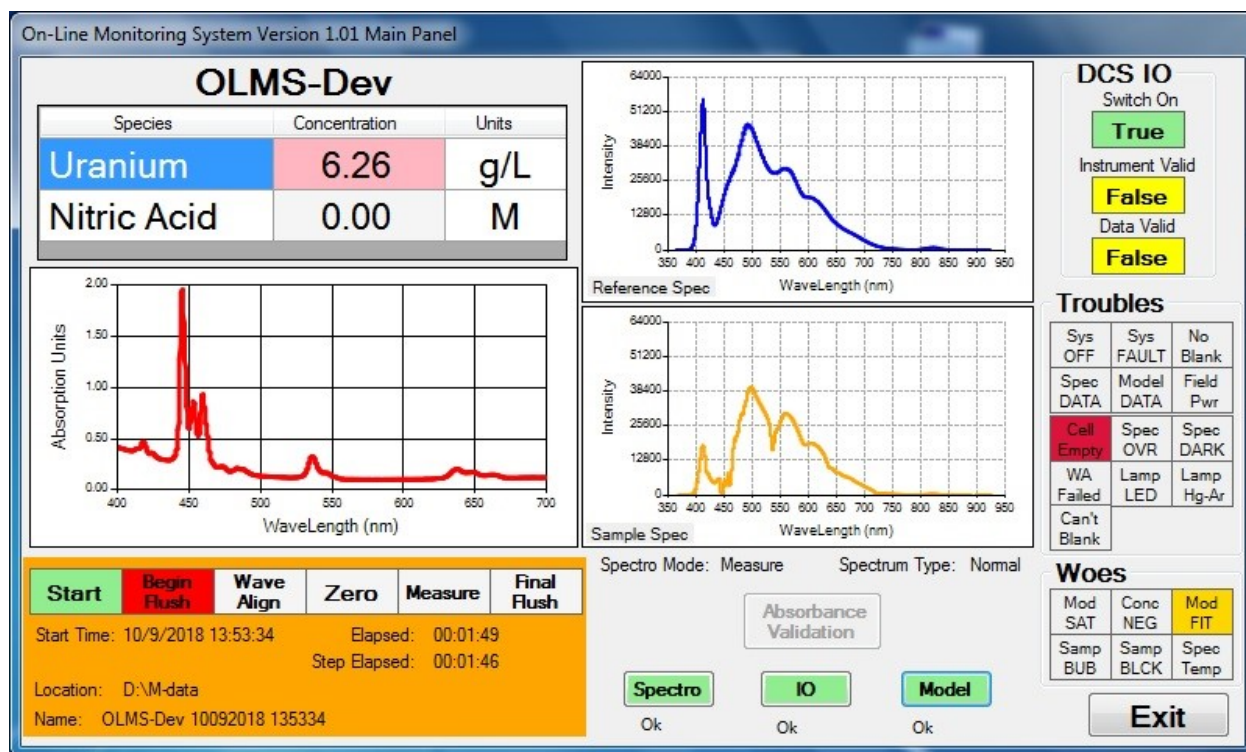 On-Line Monitoring System Version 1.01 Main Panel
OLMS-Dev
Species Concentration Units
Uranium 6.26 g/L
Nitric Acid 0.00 M
2.00
1.50
1.00
0.50
0.00
Absorption Units
400 450 500 550 600 650 700
WaveLength (nm)
64000
51200
38400
25600
12800
0
Intensity
350 400 450 500 550 600 650 700 750 800 850 900 950
Reference Spec WaveLength (nm)
64000
51200
38400
25600
12800
0
Intensity
350 400 450 500 550 600 650 700 750 800 850 900 950
Sample Spec WaveLength (nm)
DCS IO
Switch On
True
Instrument Valid
False
Data Valid
False
Troubles
Sys OFF
Sys FAULT
No Blank
Spec DATA
Model DATA
Field Pwr
Cell Empty
Spec OVR
Spec DARK
WA Failed
Lamp LED
Lamp Hg-Ar
Can't Blank
Start
Begin Flush
Wave Align
Zero
Measure
Final Flush
Start Time: 10/9/2018 13:53:34 Elapsed: 00:01:49
Step Elapsed: 00:01:46
Location: D:\M-data
Name: OLMS-Dev 10092018 135334
Spectro Mode: Measure Spectrum Type: Normal
Absorbance
Validation
Spectro IO Model
Ok Ok Ok
Woes
Mod SAT
Conc NEG
Mod FIT
Samp BUB
Samp BLCK
Spec Temp
Exit